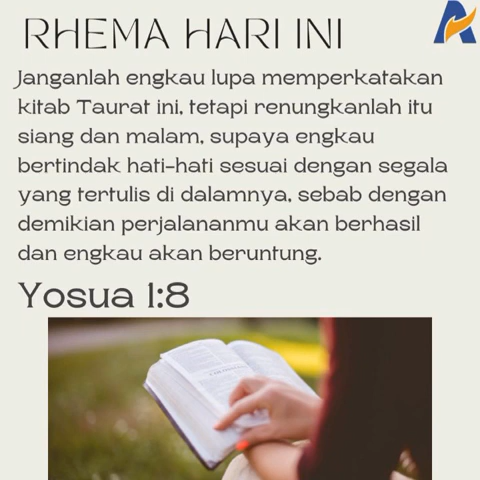 RHEMA HARI INI
Janganlah engkau lupa memperkatakan
kitab Taurat ini, tetapi renungkanlah itu
siang dan malam, supaya engkau
bertindak hati-hati sesuai dengan segala
yang tertulis di dalamnya, sebab dengan
demikian perjalananmu akan berhasil
dan engkau akan beruntung.
Yosua 1:8